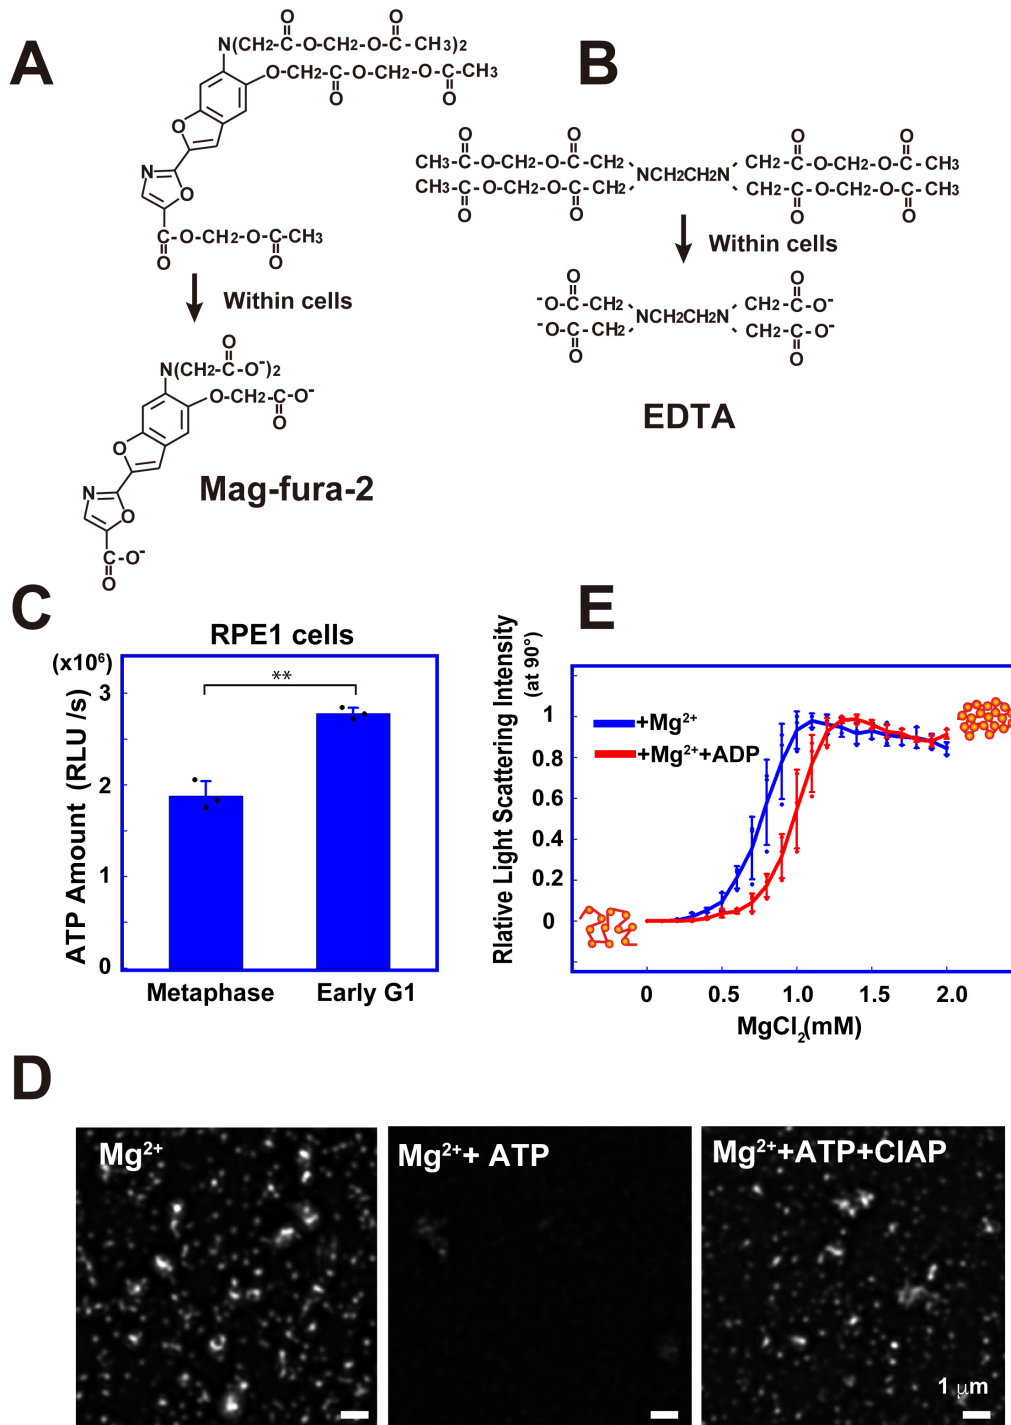 A
N(CH2-C-O-CH2-O-C-CH3)2
O
O
O-CH2-C-O-CH2-O-C-CH3
O
O
O
N
O
C-O-CH2-O-C-CH3
O
O
Within cells
N(CH2-C-O⁻)2
O
O-CH2-C-O⁻
O
O
N
O
C-O⁻
O
Mag-fura-2
B
O
O
O
O
CH3-C-O-CH2-O-C-CH2
CH3-C-O-CH2-O-C-CH2
NCH2CH2N
CH2-C-O-CH2-O-C-CH3
CH2-C-O-CH2-O-C-CH3
O
O
O
O
Within cells
O
O
⁻O-C-CH2
⁻O-C-CH2
NCH2CH2N
CH2-C-O⁻
CH2-C-O⁻
O
O
EDTA
C
RPE1 cells
(x10⁶)
**
3
2
1
0
ATP Amount (RLU /s)
Metaphase
Early G1
E
Rlative Light Scattering Intensity
(at 90°)
+Mg²⁺
+Mg²⁺+ADP
1
0.8
0.6
0.4
0.2
0
0
0.5
1.0
1.5
2.0
MgCl₂(mM)
D
Mg²⁺
Mg²⁺+ ATP
Mg²⁺+ATP+CIAP
1 μm